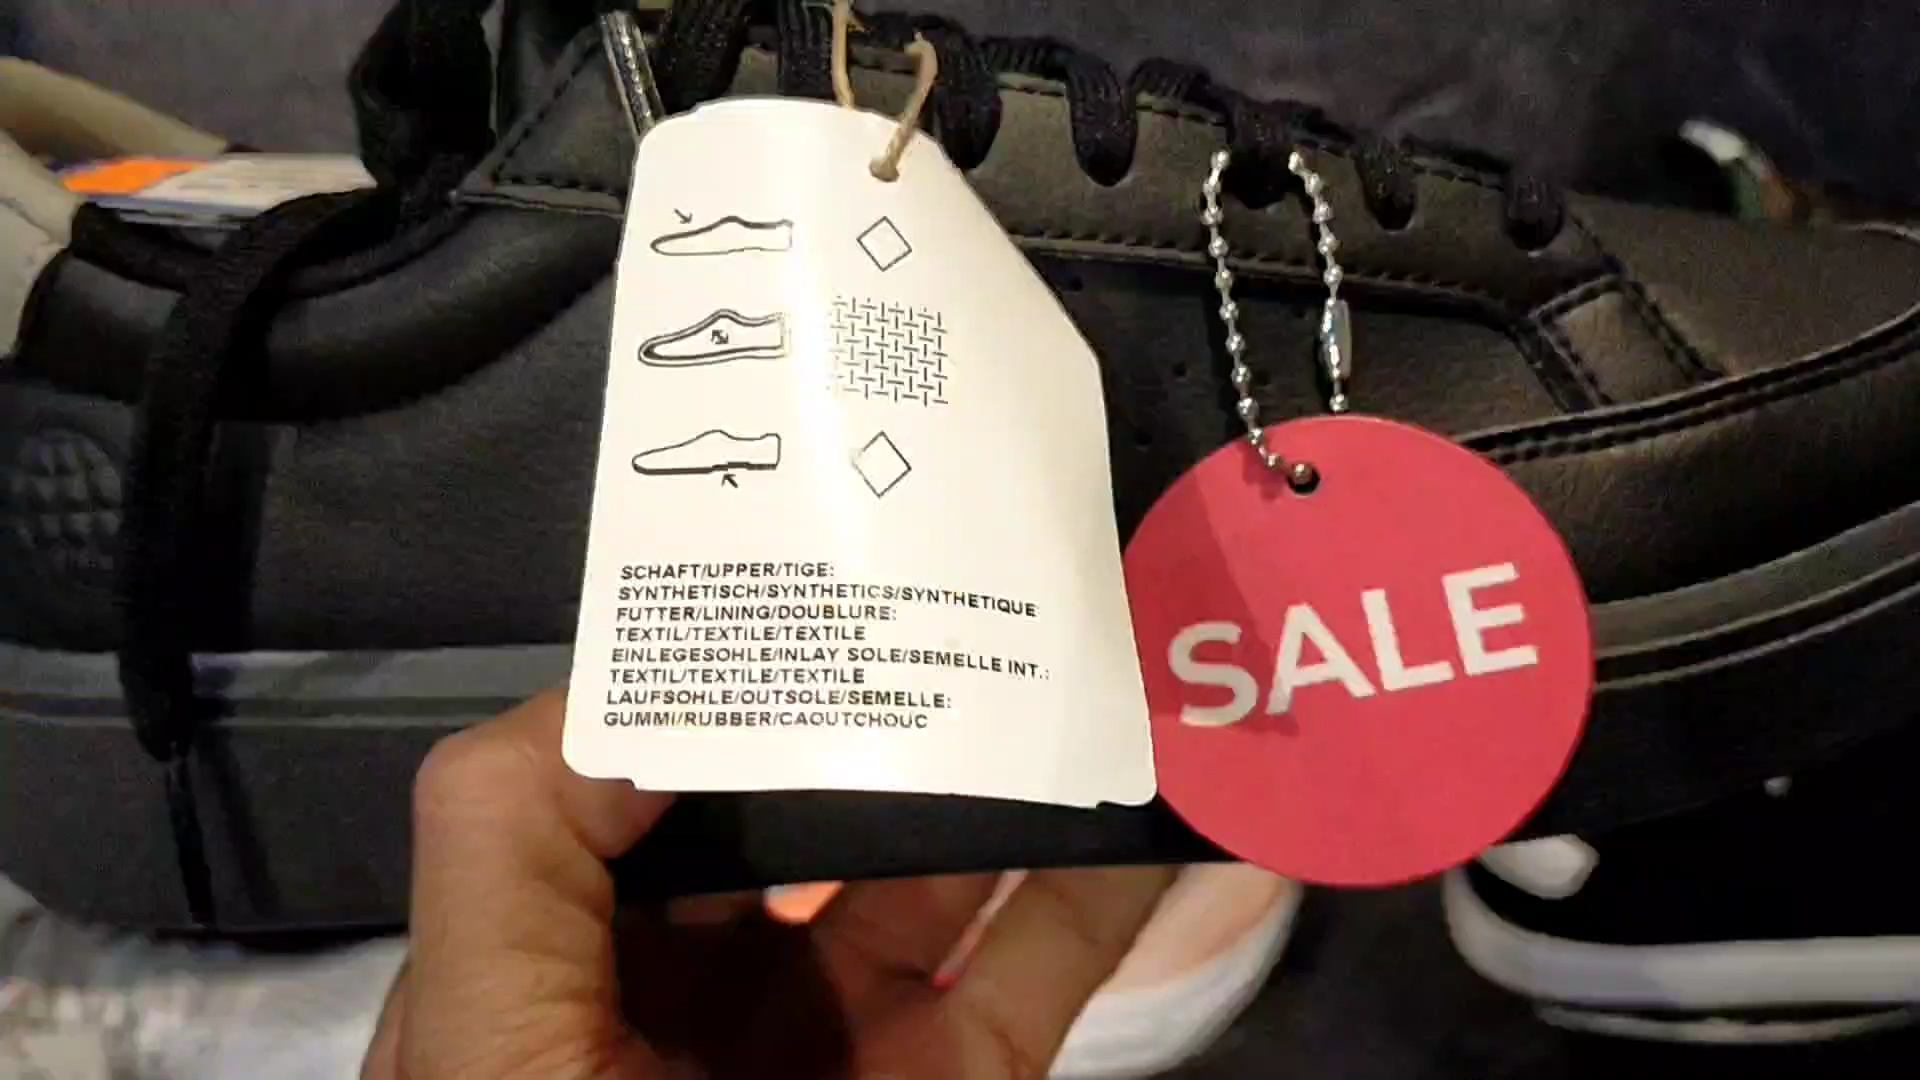 SCHAFT/UPPER/TIGE:
SYNTHETISCH/SYNTHETICS/SYNTHETIQUE
FUTTER/LINING/DOUBLURE:
TEXTIL/TEXTILE/TEXTILE
EINLEGESOHLE/INLAY SOLE/SEMELLE INT.:
TEXTIL/TEXTILE/TEXTILE
LAUFSOHLE/OUTSOLE/SEMELLE:
GUMMI/RUBBER/CAOUTCHOUC
SALE